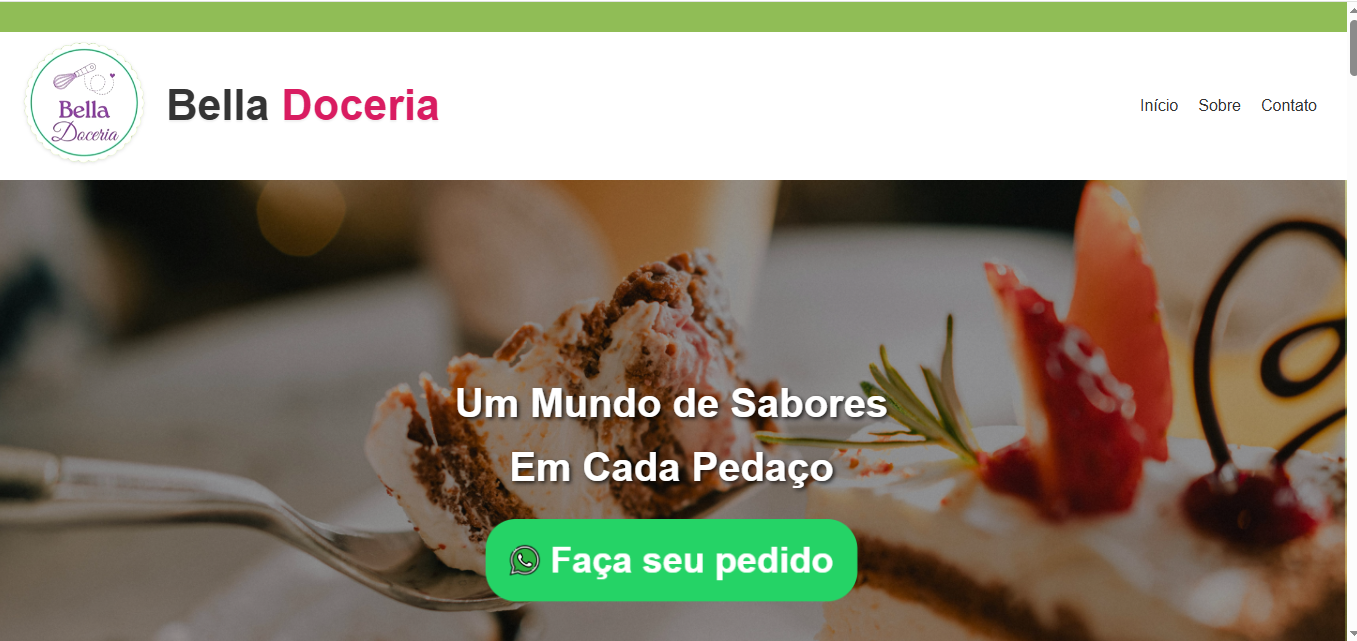 Bella
Doceria
Bella Doceria
Início Sobre Contato
Um Mundo de Sabores
Em Cada Pedaço
Faça seu pedido